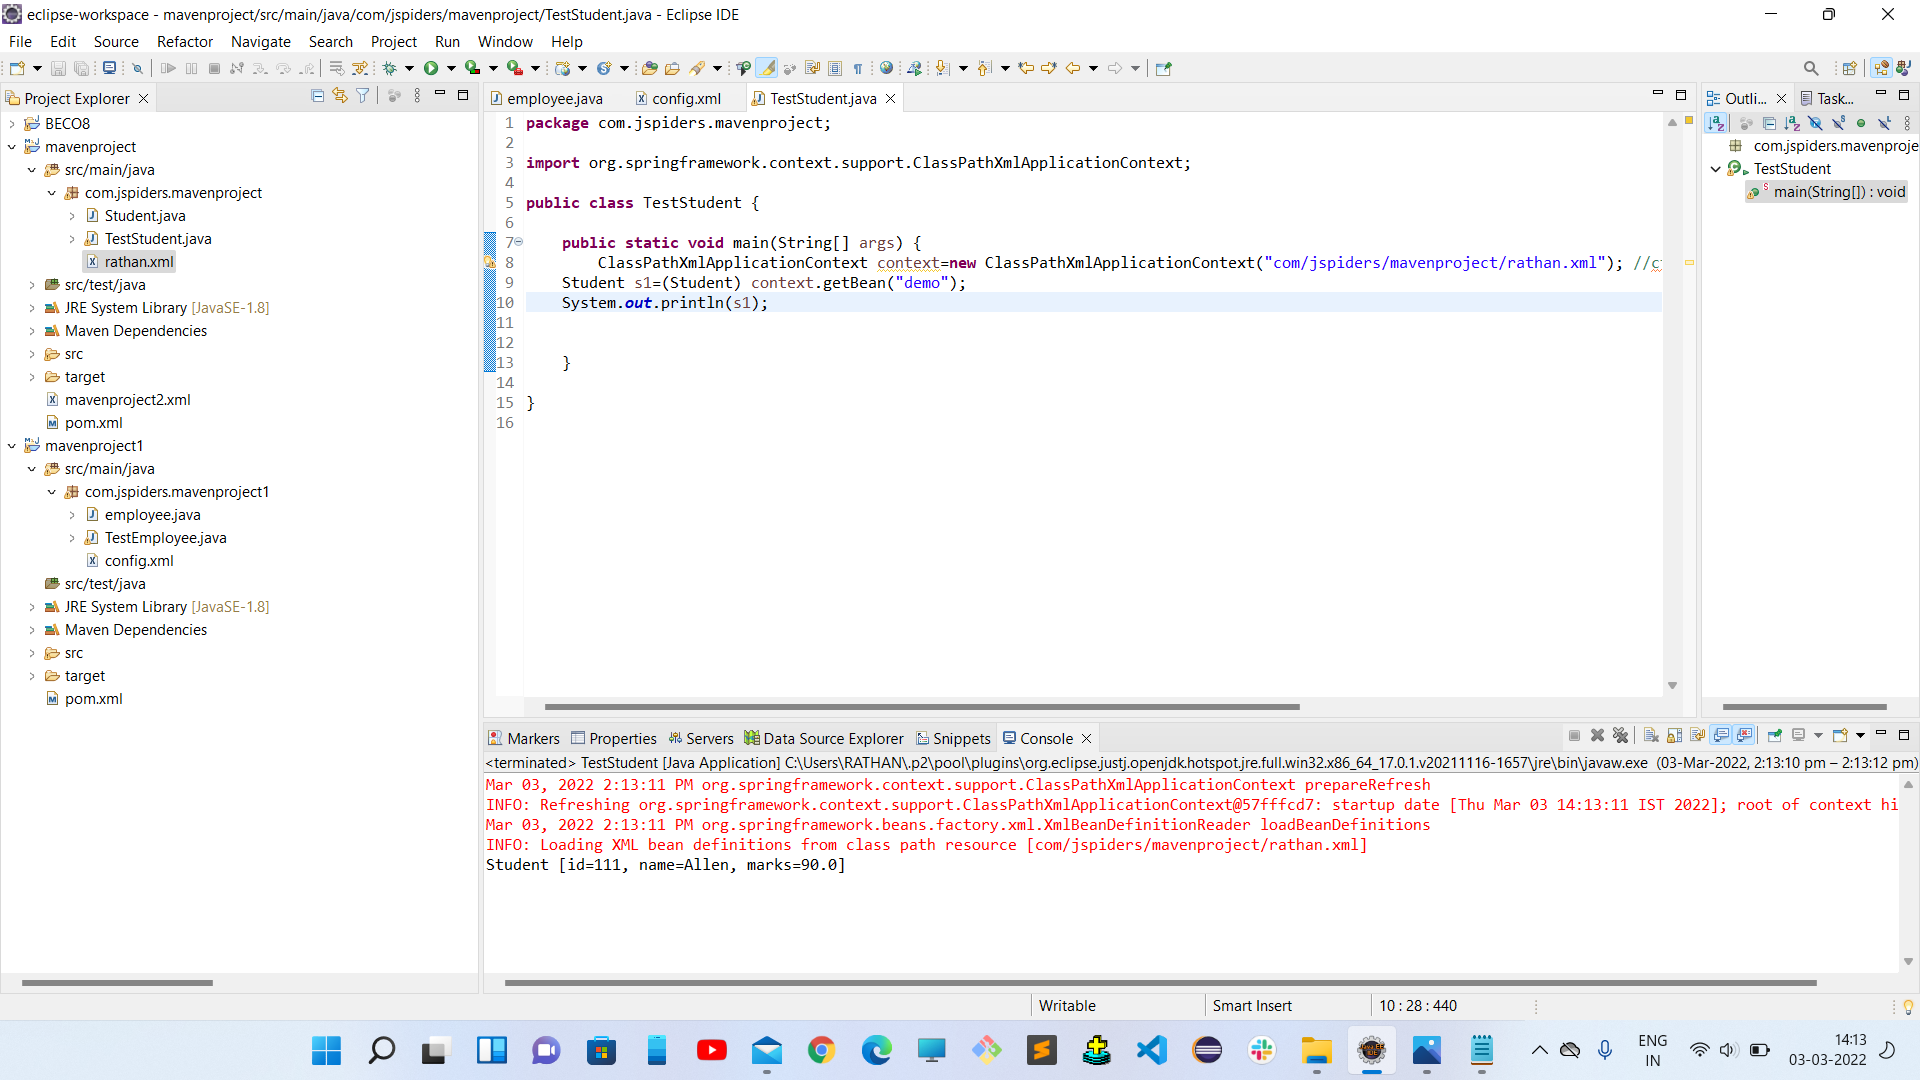 eclipse-workspace - mavenproject/src/main/java/com/jspiders/mavenproject/TestStudent.java - Eclipse IDE
File Edit Source Refactor Navigate Search Project Run Window Help
Project Explorer
BECO8
mavenproject
src/main/java
com.jspiders.mavenproject
Student.java
TestStudent.java
rathan.xml
src/test/java
JRE System Library [JavaSE-1.8]
Maven Dependencies
src
target
mavenproject2.xml
pom.xml
mavenproject1
src/main/java
com.jspiders.mavenproject1
employee.java
TestEmployee.java
config.xml
src/test/java
JRE System Library [JavaSE-1.8]
Maven Dependencies
src
target
pom.xml
employee.java config.xml TestStudent.java
1 package com.jspiders.mavenproject;
2
3 import org.springframework.context.support.ClassPathXmlApplicationContext;
4
5 public class TestStudent {
6
7 public static void main(String[] args) {
8 ClassPathXmlApplicationContext context=new ClassPathXmlApplicationContext("com/jspiders/mavenproject/rathan.xml"); //
9 Student s1=(Student) context.getBean("demo");
10 System.out.println(s1);
11
12
13 }
14
15 }
16
Outli... Task...
com.jspiders.mavenproje
TestStudent
main(String[]) : void
Markers Properties Servers Data Source Explorer Snippets Console
<terminated> TestStudent [Java Application] C:\Users\RATHAN\.p2\pool\plugins\org.eclipse.justj.openjdk.hotspot.jre.full.win32.x86_64_17.0.1.v20211116-1657\jre\bin\javaw.exe (03-Mar-2022, 2:13:10 pm – 2:13:12 pm)
Mar 03, 2022 2:13:11 PM org.springframework.context.support.ClassPathXmlApplicationContext prepareRefresh
INFO: Refreshing org.springframework.context.support.ClassPathXmlApplicationContext@57fffcd7: startup date [Thu Mar 03 14:13:11 IST 2022]; root of context hi
Mar 03, 2022 2:13:11 PM org.springframework.beans.factory.xml.XmlBeanDefinitionReader loadBeanDefinitions
INFO: Loading XML bean definitions from class path resource [com/jspiders/mavenproject/rathan.xml]
Student [id=111, name=Allen, marks=90.0]
Writable Smart Insert 10 : 28 : 440
ENG
IN
14:13
03-03-2022